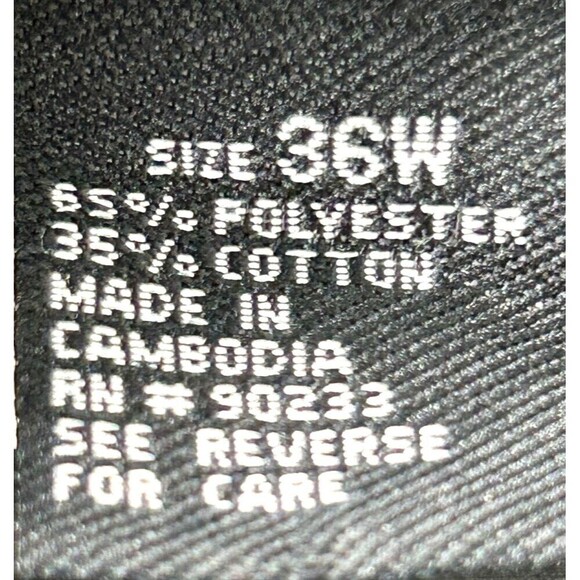 SIZE 36W
65% POLYESTER
35% COTTON
MADE IN
CAMBODIA
RN # 90233
SEE REVERSE
FOR CARE